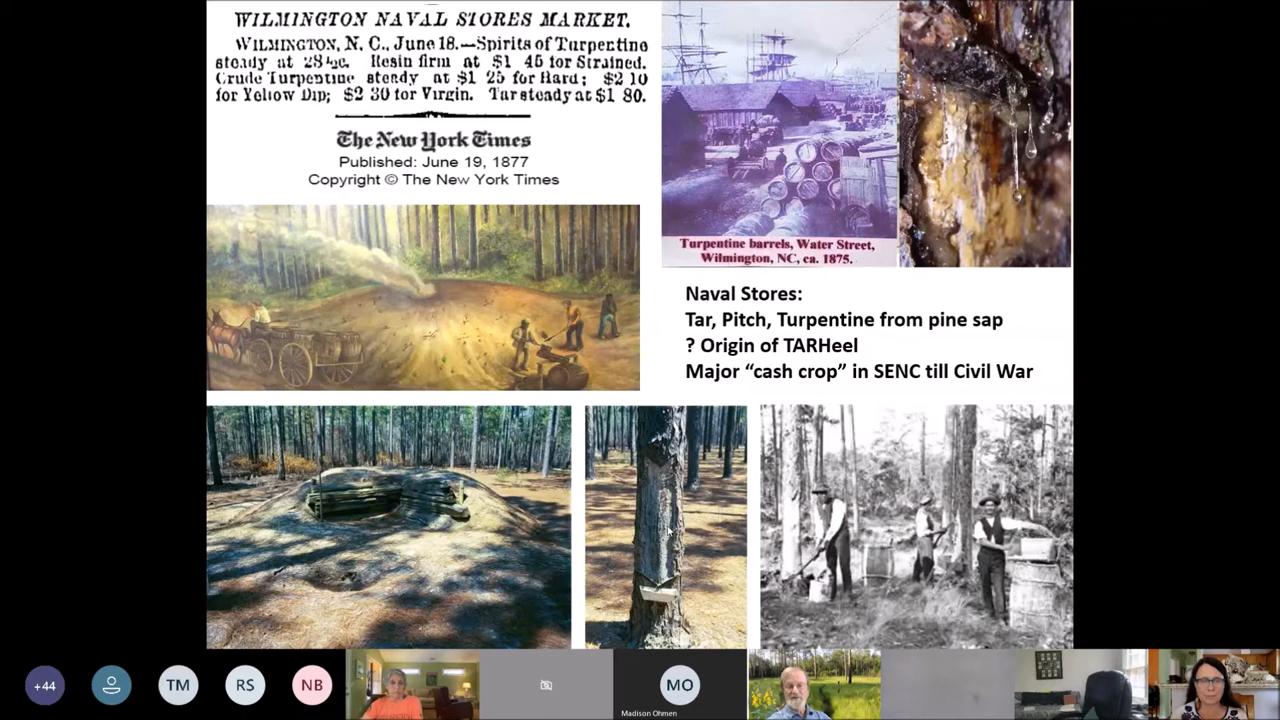 WILMINGTON NAVAL STORES MARKET.
WILMINGTON, N. C., June 18.—Spirits of Turpentine
steady at 28¼c. Resin firm at $1 45 for Strained.
Crude Turpentine steady at $1 25 for Hard; $2 10
for Yellow Dip; $2 30 for Virgin. Tar steady at $1 80.
The New York Times
Published: June 19, 1877
Copyright © The New York Times
Turpentine barrels, Water Street,
Wilmington, NC, ca. 1875.
Naval Stores:
Tar, Pitch, Turpentine from pine sap
? Origin of TARHeel
Major “cash crop” in SENC till Civil War
+44
TM
RS
NB
MO
Madison Ohmen